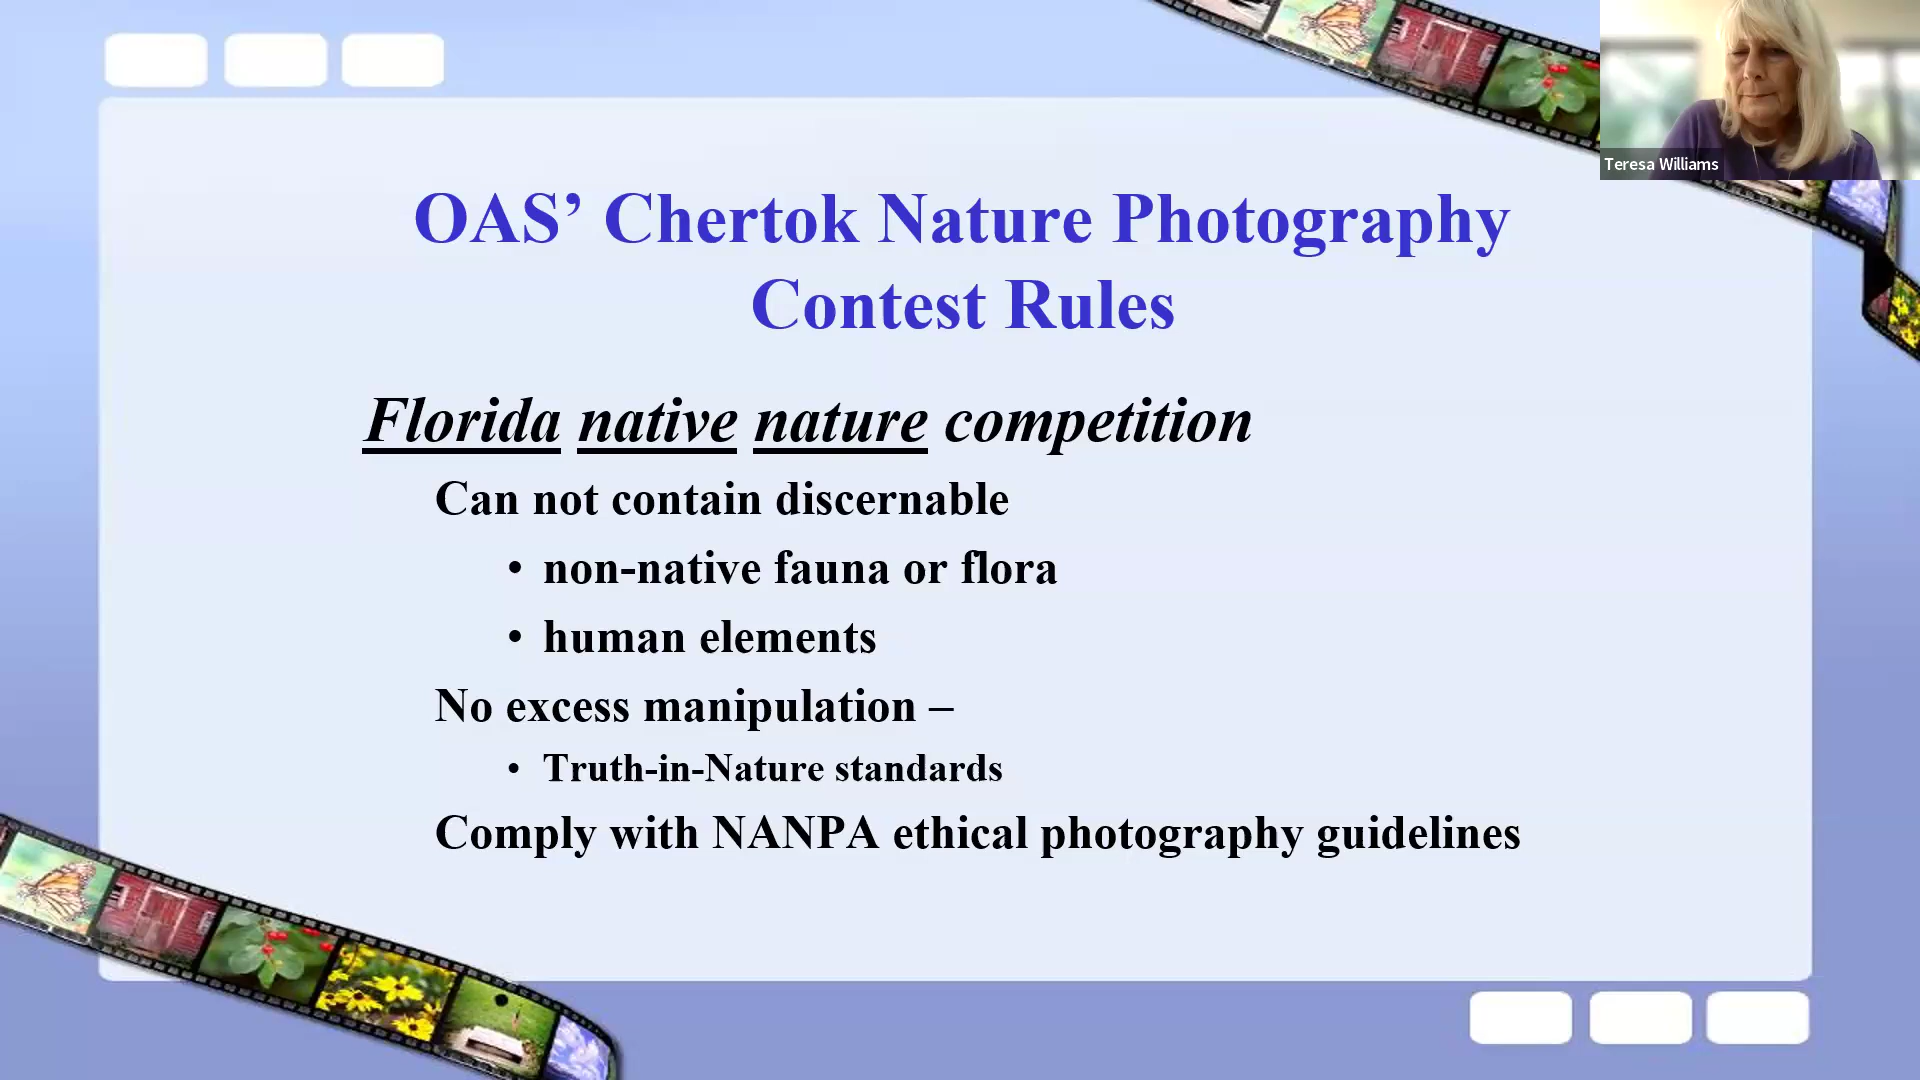 Teresa Williams
OAS’ Chertok Nature Photography
Contest Rules
Florida native nature competition
Can not contain discernable
• non-native fauna or flora
• human elements
No excess manipulation –
• Truth-in-Nature standards
Comply with NANPA ethical photography guidelines